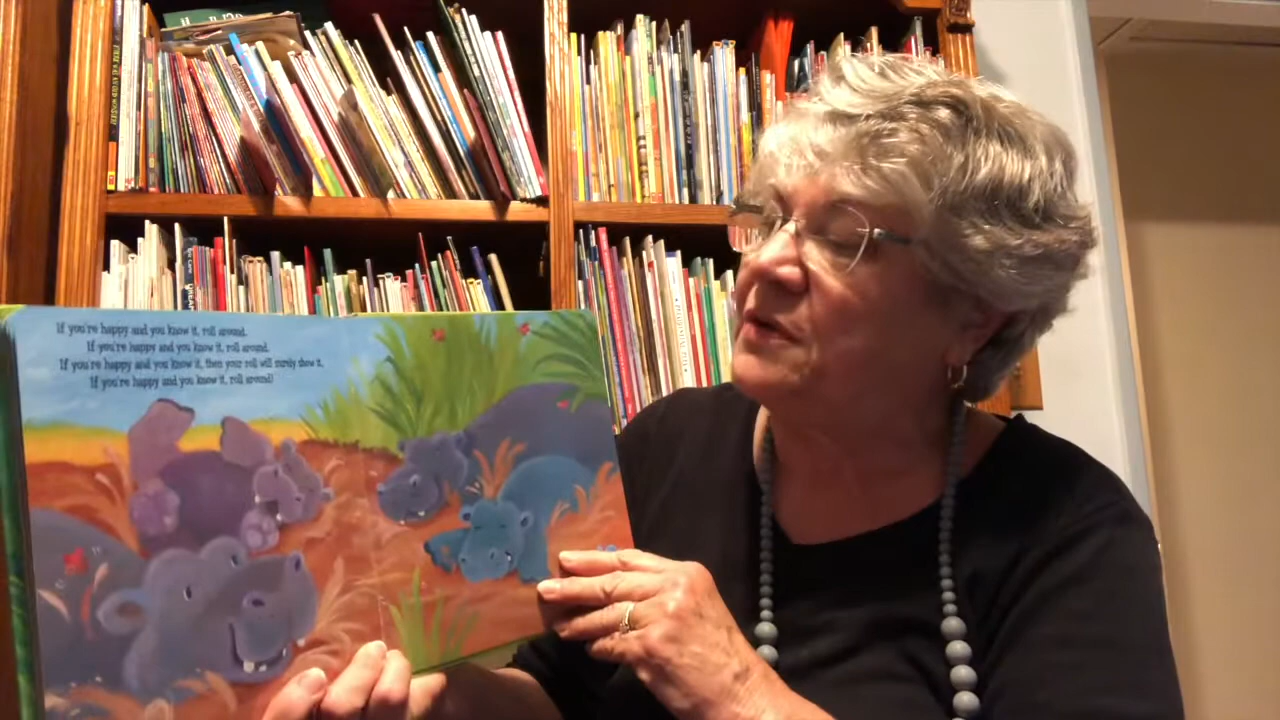 If you're happy and you know it, roll around.
If you're happy and you know it, roll around.
If you're happy and you know it, then your roll will surely show it,
If you're happy and you know it, roll around!